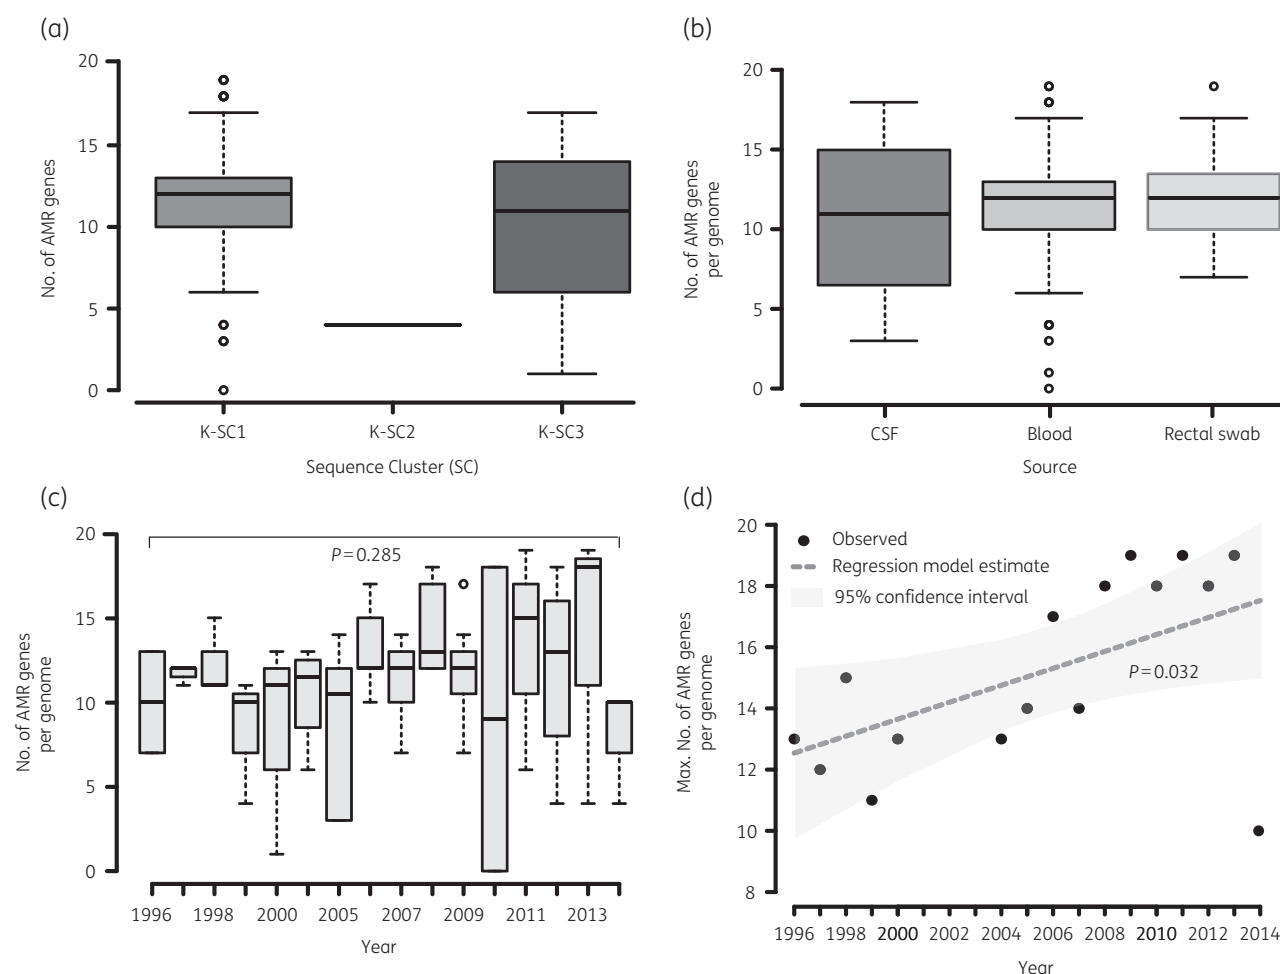 (a)
No. of AMR genes
20
15
10
5
0
K-SC1 K-SC2 K-SC3
Sequence Cluster (SC)
(b)
No. of AMR genes
per genome
20
15
10
5
0
CSF Blood Rectal swab
Source
(c)
No. of AMR genes
per genome
20
15
10
5
0
P=0.285
1996 1998 2000 2005 2007 2009 2011 2013
Year
(d)
Max. No. of AMR genes
per genome
20
18
16
14
12
10
8
Observed
Regression model estimate
95% confidence interval
P=0.032
1996 1998 2000 2002 2004 2006 2008 2010 2012 2014
Year